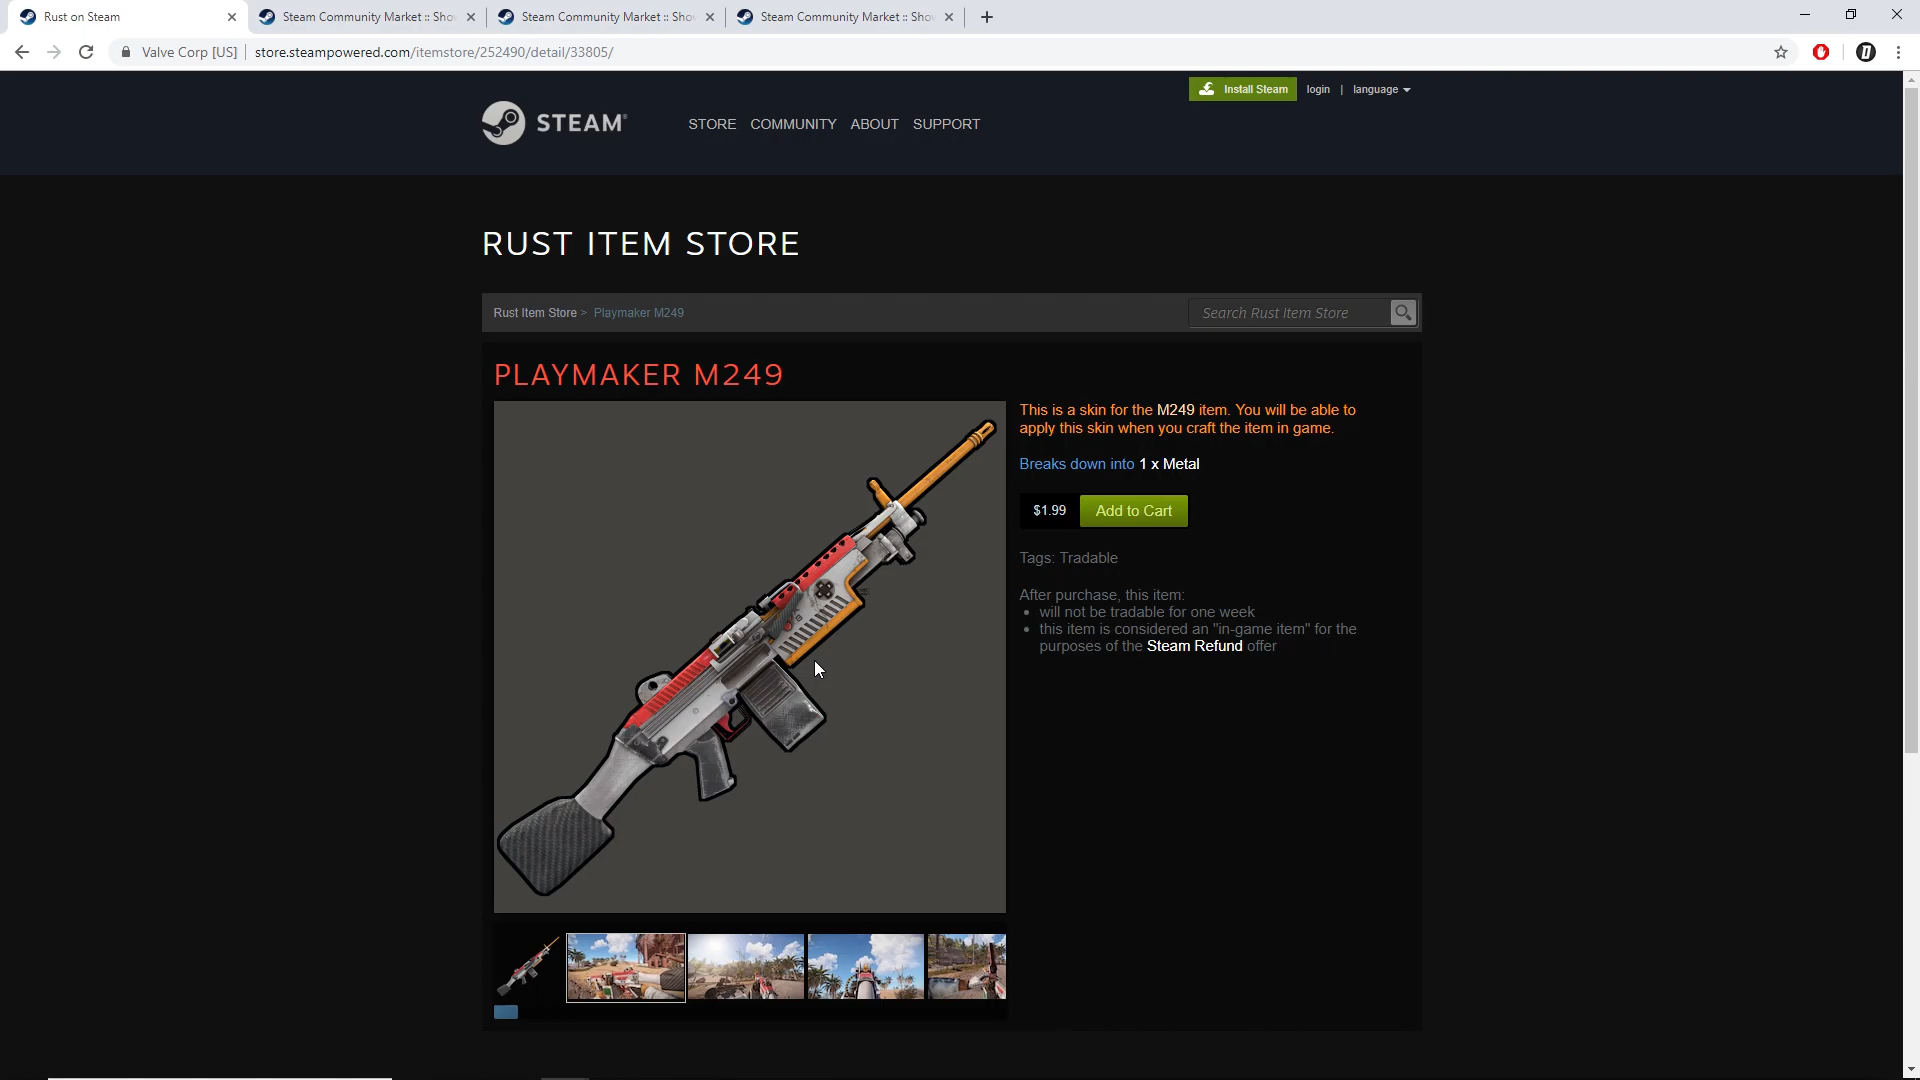 Rust on Steam
Steam Community Market :: Sho
Steam Community Market :: Sho
Steam Community Market :: Sho
Valve Corp [US]
store.steampowered.com/itemstore/252490/detail/33805/
Install Steam
login
|
language
STEAM
STORE
COMMUNITY
ABOUT
SUPPORT
RUST ITEM STORE
Rust Item Store > Playmaker M249
Search Rust Item Store
PLAYMAKER M249
This is a skin for the M249 item. You will be able to
apply this skin when you craft the item in game.
Breaks down into 1 x Metal
$1.99
Add to Cart
Tags: Tradable
After purchase, this item:
• will not be tradable for one week
• this item is considered an "in-game item" for the
purposes of the Steam Refund offer